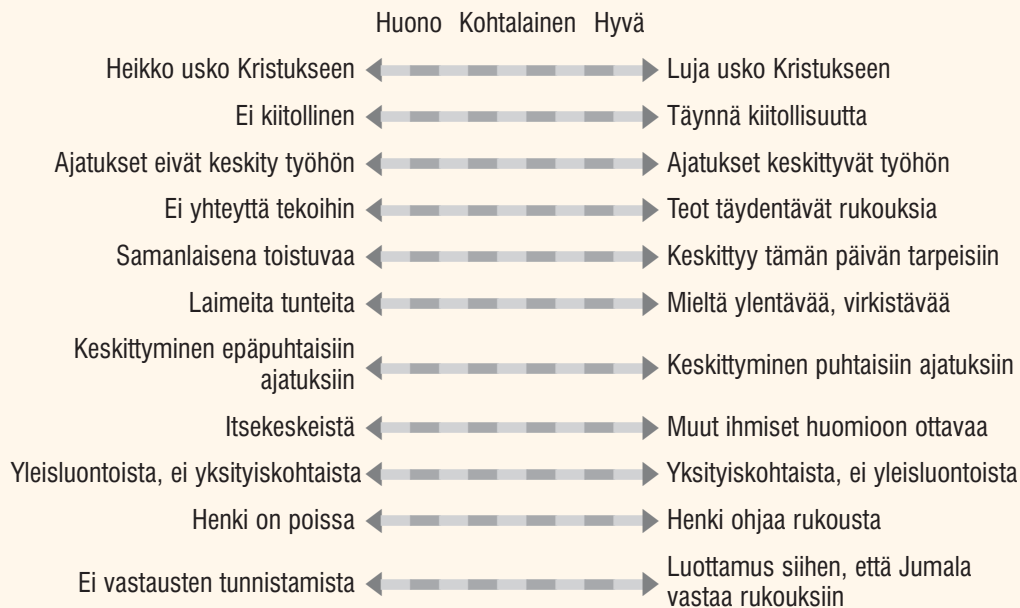 Huono Kohtalainen Hyvä
Heikko usko Kristukseen Luja usko Kristukseen
Ei kiitollinen Täynnä kiitollisuutta
Ajatukset eivät keskity työhön Ajatukset keskittyvät työhön
Ei yhteyttä tekoihin Teot täydentävät rukouksia
Samanlaisena toistuvaa Keskittyy tämän päivän tarpeisiin
Laimeita tunteita Mieltä ylentävää, virkistävää
Keskittyminen epäpuhtaisiin
ajatuksiin
Keskittyminen puhtaisiin ajatuksiin
Itsekeskeistä Muut ihmiset huomioon ottavaa
Yleisluontoista, ei yksityiskohtaista Yksityiskohtaista, ei yleisluontoista
Henki on poissa Henki ohjaa rukousta
Ei vastausten tunnistamista
Luottamus siihen, että Jumala
vastaa rukouksiin